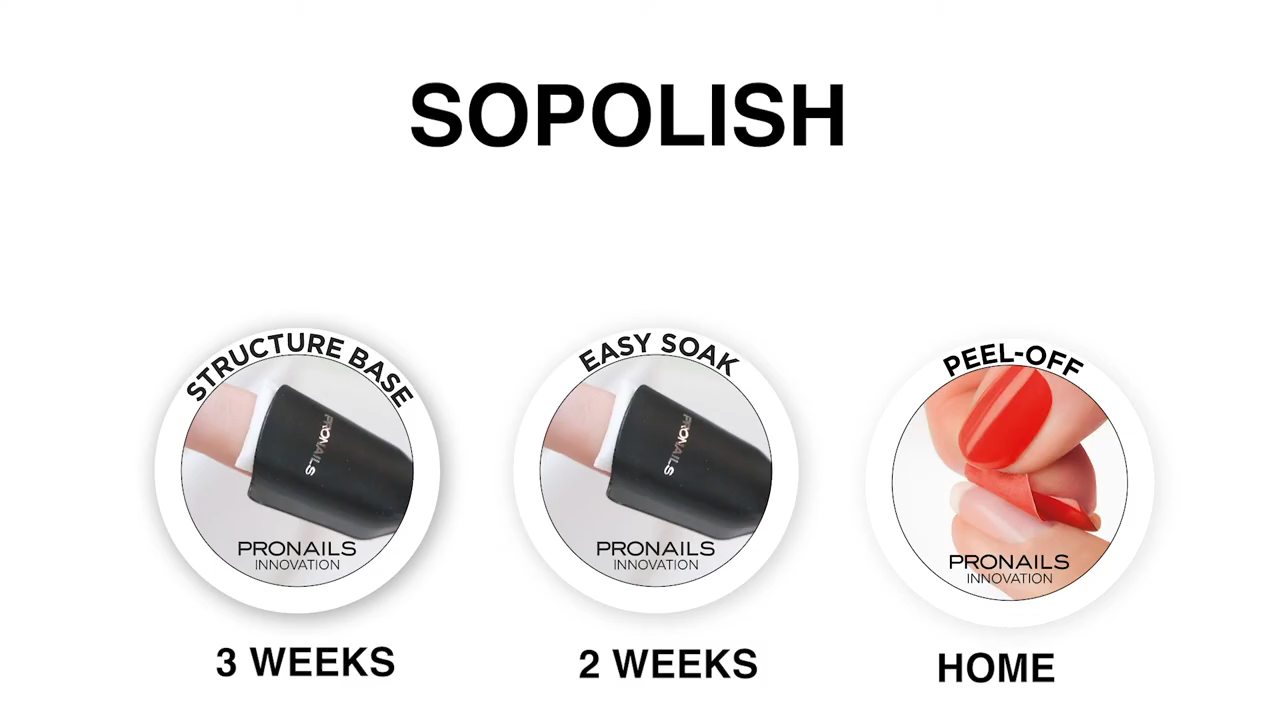 SOPOLISH
STRUCTURE BASE
PRONAILS
PRONAILS
INNOVATION
3 WEEKS
EASY SOAK
PRONAILS
PRONAILS
INNOVATION
2 WEEKS
PEEL-OFF
PRONAILS
INNOVATION
HOME